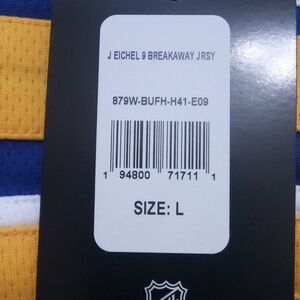 J EICHEL 9 BREAKAWAY JRSY
879W-BUFH-H41-E09
1 94800 71711 1
SIZE: L